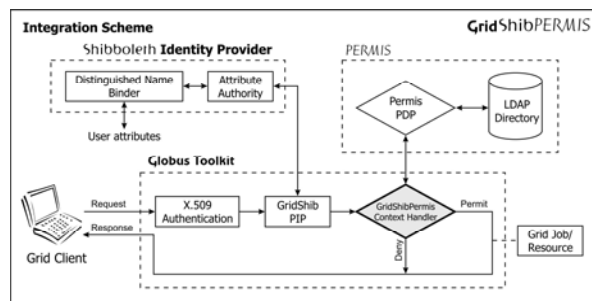 Integration Scheme
GridShibPERMIS
Shibboleth Identity Provider
PERMIS
Distinguished Name
Binder
Attribute
Authority
Permis
PDP
LDAP
Directory
User attributes
Globus Toolkit
Request
X.509
Authentication
GridShib
PIP
GridShibPermis
Context Handler
Permit
Response
Deny
Grid Job/
Resource
Grid Client